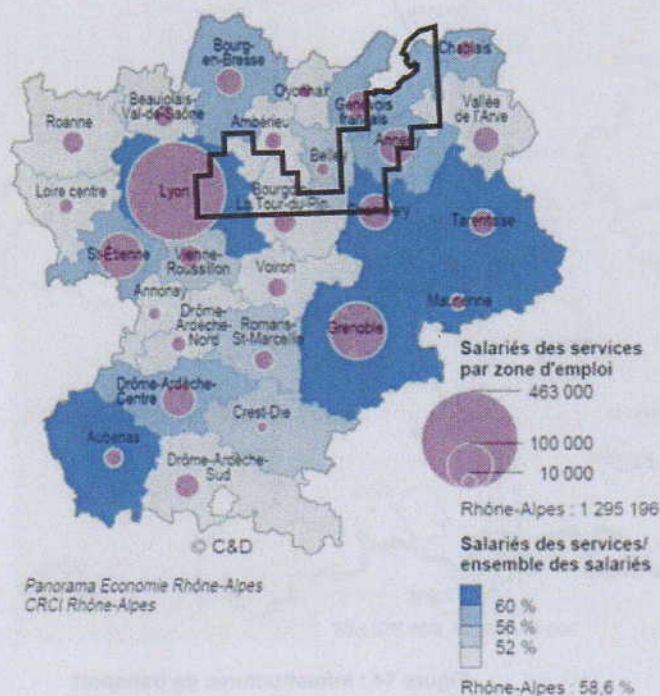 Bourg-
en-Bresse
Chablais
Oyonnax
Genevois
français
Beaujolais-
Val-de-Saône
Roanne
Ambérieu
Vallée
de l'Arve
Annecy
Belley
Lyon
Loire centre
Bourgoin-
La Tour-du-Pin
Chambéry
Tarentaise
St-Etienne
Vienne-
Roussillon
Voiron
Annonay
Maurienne
Drôme-
Ardèche-
Nord
Romans-
St-Marcellin
Grenoble
Drôme-Ardèche-
Centre
Crest-Die
Aubenas
Drôme-Ardèche-
Sud
© C&D
Panorama Economie Rhône-Alpes
CRCI Rhône-Alpes
Salariés des services
par zone d'emploi
463 000
100 000
10 000
Rhône-Alpes : 1 295 196
Salariés des services/
ensemble des salariés
60 %
56 %
52 %
Rhône-Alpes : 58,6 %